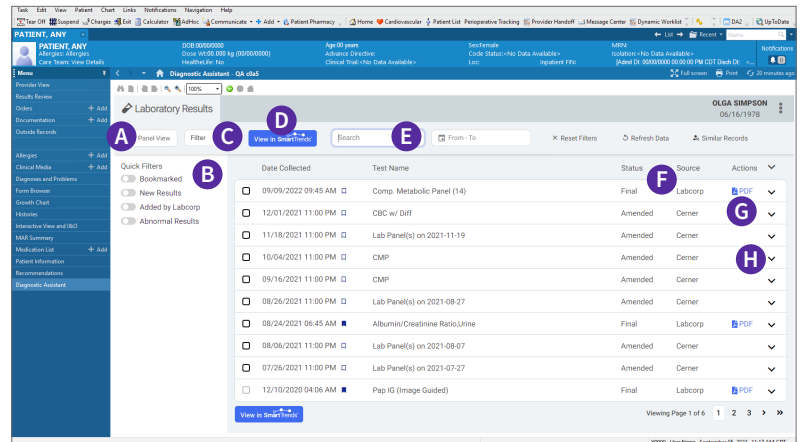 Task Edit View Patient Chart Links Notifications Navigation Help
Tear Off Suspend Charges Exit Calculator AdHoc Communicate + Add Patient Pharmacy Home Cardiovascular Patient List Perioperative Tracking Provider Handoff Message Center Dynamic Worklist DA2 UpToDate
PATIENT, ANY List Recent Name
PATIENT, ANY DOB:00/00/0000 Age:00 years Sex:Female MRN:
Allergies: Allergies Dose Wt:00.000 kg (00/00/0000) Advance Directive: Code Status:<No Data Available> Isolation:<No Data Available> Notifications
Care Team: View Details HealtheLife: No Clinical Trial:<No Data Available> Loc: Inpatient FIN: [Admit Dt: 00/00/0000 00:00:00 PM CDT Disch Dt: <... 0
Menu Diagnostic Assistant - QA c0a5 Full screen Print 20 minutes ago
Provider View
100%
Results Review
Orders + Add
Documentation + Add
Outside Records
Allergies + Add
Clinical Media + Add
Diagnoses and Problems
Form Browser
Growth Chart
Histories
Interactive View and I&O
MAR Summary
Medication List + Add
Patient Information
Recommendations
Diagnostic Assistant
Laboratory Results
OLGA SIMPSON
06/16/1978
A Panel View Filter C View in SmartTrends D Search E From - To Reset Filters Refresh Data Similar Records
Quick Filters B
Bookmarked
New Results
Added by Labcorp
Abnormal Results
Date Collected Test Name Status Source Actions
09/09/2022 09:45 AM Comp. Metabolic Panel (14) Final F Labcorp PDF
12/01/2021 11:00 PM CBC w/ Diff Amended Cerner G
11/18/2021 11:00 PM Lab Panel(s) on 2021-11-19 Amended Cerner
10/04/2021 11:00 PM CMP Amended Cerner H
09/16/2021 11:00 PM CMP Amended Cerner
08/26/2021 11:00 PM Lab Panel(s) on 2021-08-27 Amended Cerner
08/24/2021 06:45 AM Albumin/Creatinine Ratio,Urine Final Labcorp PDF
08/06/2021 11:00 PM Lab Panel(s) on 2021-08-07 Amended Cerner
07/26/2021 11:00 PM Lab Panel(s) on 2021-07-27 Amended Cerner
12/10/2020 04:06 AM Pap IG (Image Guided) Final Labcorp PDF
View in SmartTrends Viewing Page 1 of 6 1 2 3 > >>